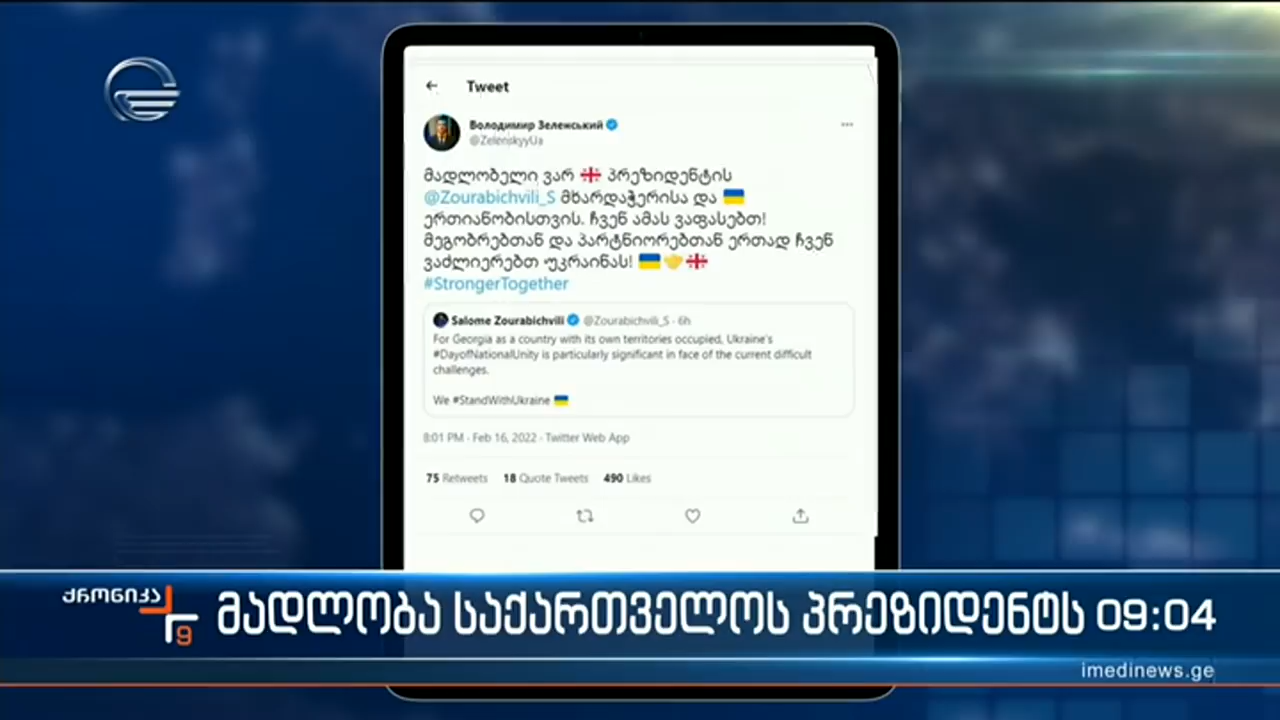 Tweet
Володимир Зеленський
@ZelenskyyUa
მადლობელი ვარ 🇬🇪 პრეზიდენტის
@Zourabichvili_S მხარდაჭერისა და 🇺🇦
ერთიანობისთვის. ჩვენ ამას ვაფასებთ!
მეგობრებთან და პარტნიორებთან ერთად ჩვენ
ვაძლიერებთ უკრაინას! 🇺🇦🤝🇬🇪
#StrongerTogether
Salome Zourabichvili @Zourabichvili_S · 6h
For Georgia as a country with its own territories occupied, Ukraine's
#DayofNationalUnity is particularly significant in face of the current difficult
challenges.
We #StandWithUkraine 🇺🇦
8:01 PM · Feb 16, 2022 · Twitter Web App
75 Retweets 18 Quote Tweets 490 Likes
ქრონიკა
9
მადლობა საქართველოს პრეზიდენტს 09:04
imedinews.ge